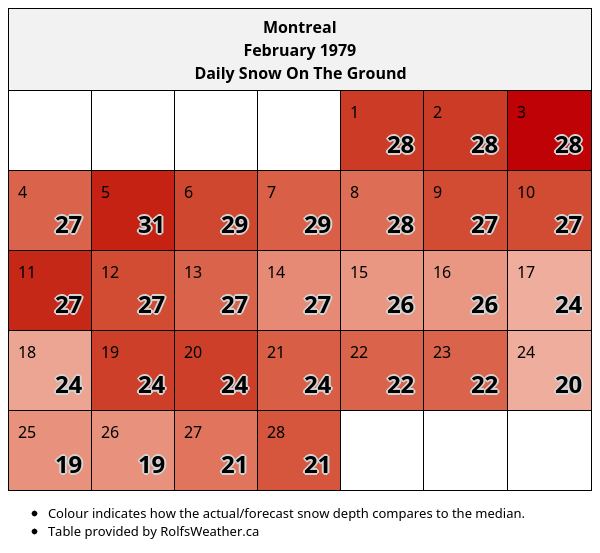 Montreal
February 1979
Daily Snow On The Ground
1 2 3
28 28 28
4 5 6 7 8 9 10
27 31 29 29 28 27 27
11 12 13 14 15 16 17
27 27 27 27 26 26 24
18 19 20 21 22 23 24
24 24 24 24 22 22 20
25 26 27 28
19 19 21 21
Colour indicates how the actual/forecast snow depth compares to the median.
Table provided by RolfsWeather.ca